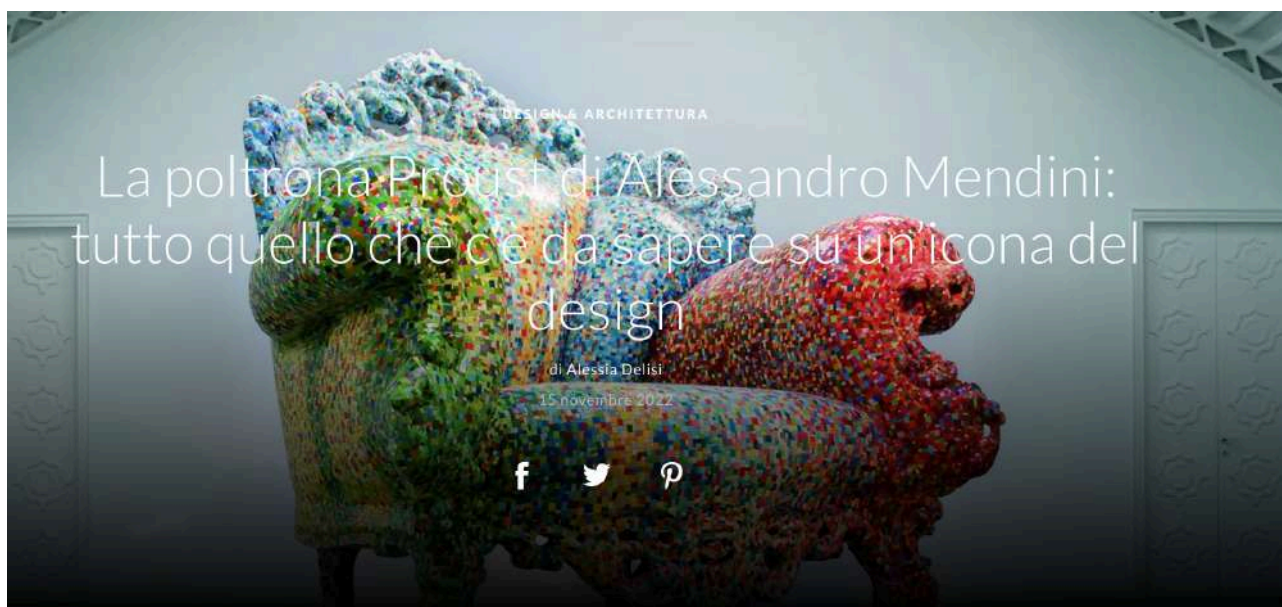 DESIGN & ARCHITETTURA
La poltrona Proust di Alessandro Mendini:
tutto quello che c'è da sapere su un'icona del
design
di Alessia Delisi
15 novembre 2022